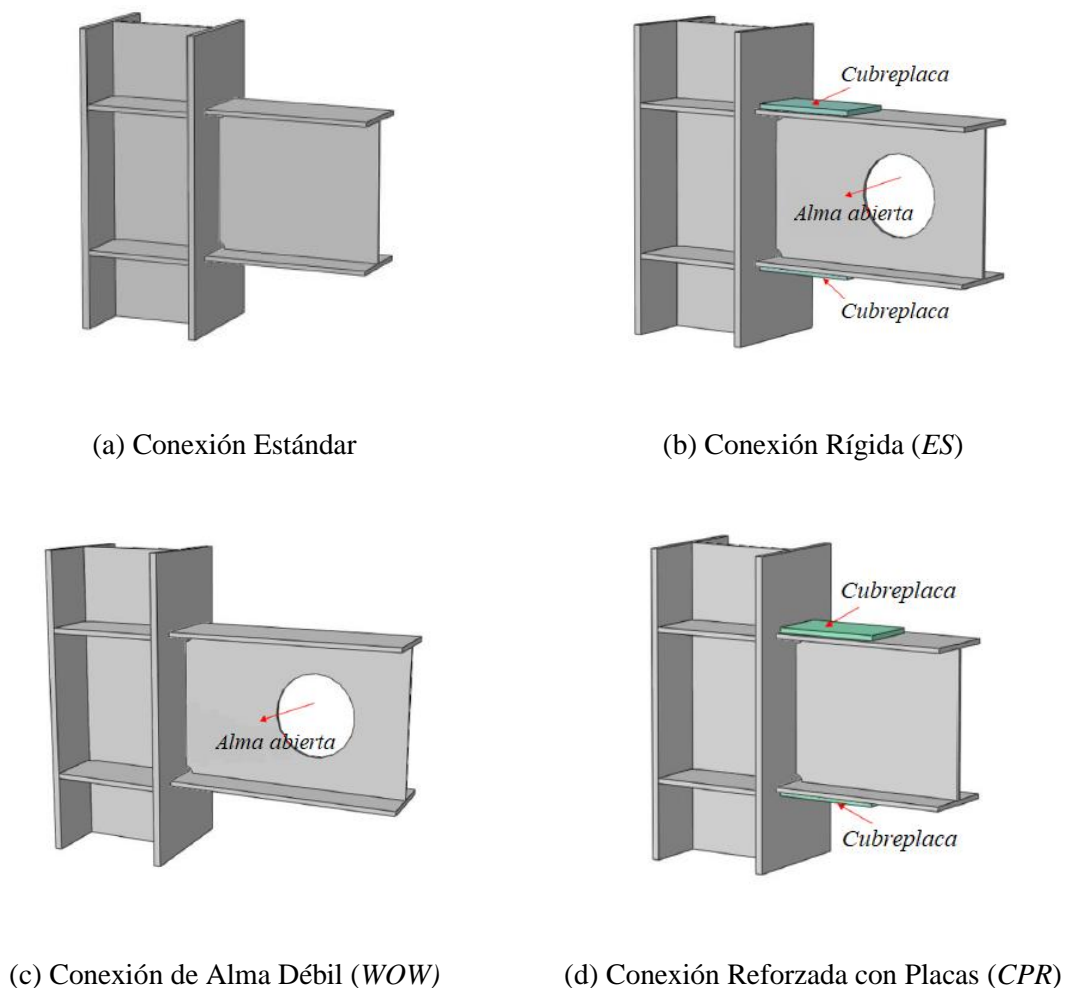 Cubreplaca
Alma abierta
Cubreplaca
(a) Conexión Estándar
(b) Conexión Rígida (ES)
Alma abierta
Cubreplaca
Cubreplaca
(c) Conexión de Alma Débil (WOW)
(d) Conexión Reforzada con Placas (CPR)